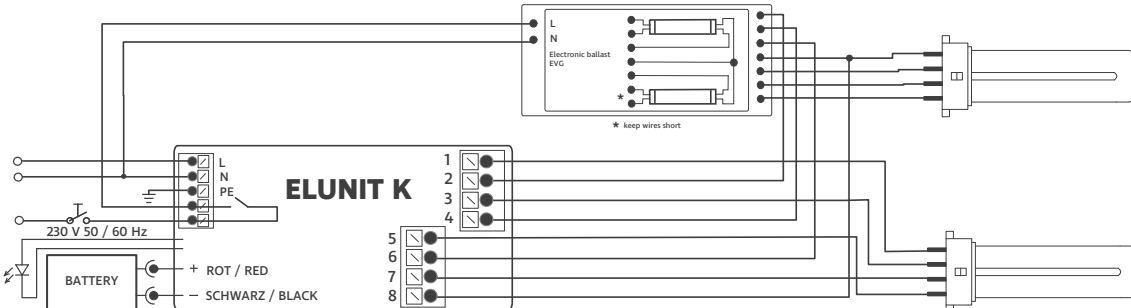 L
N
Electronic ballast
EVG
*
* keep wires short
L
N
PE
ELUNIT K
1
2
3
4
230 V 50 / 60 Hz
5
6
7
8
BATTERY
+ ROT / RED
− SCHWARZ / BLACK